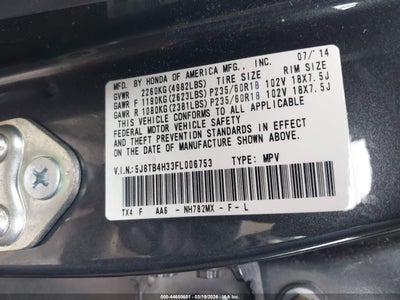 MFD. BY HONDA OF AMERICA MFG., INC. 07/14
GVWR 2260KG(4982LBS) TIRE SIZE RIM SIZE
GAWR F 1190KG(2623LBS) P235/60R18 102V 18X7.5J
GAWR R 1080KG(2381LBS) P235/60R18 102V 18X7.5J
THIS VEHICLE CONFORMS TO ALL APPLICABLE
FEDERAL MOTOR VEHICLE SAFETY AND
THEFT PREVENTION STANDARDS IN EFFECT
ON THE DATE OF MANUFACTURE SHOWN ABOVE.
V.I.N:5J8TB4H33FL006753 TYPE: MPV
TX4 F AA6 - NH782MX - F - L
44650601 - 03/19/2026 - IAA